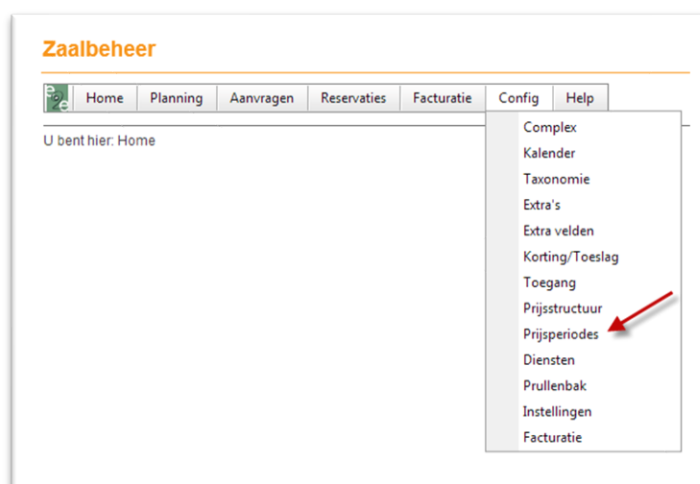 Zaalbeheer
Home Planning Aanvragen Reservaties Facturatie Config Help
U bent hier: Home
Complex
Kalender
Taxonomie
Extra's
Extra velden
Korting/Toeslag
Toegang
Prijsstructuur
Prijsperiodes
Diensten
Prullenbak
Instellingen
Facturatie